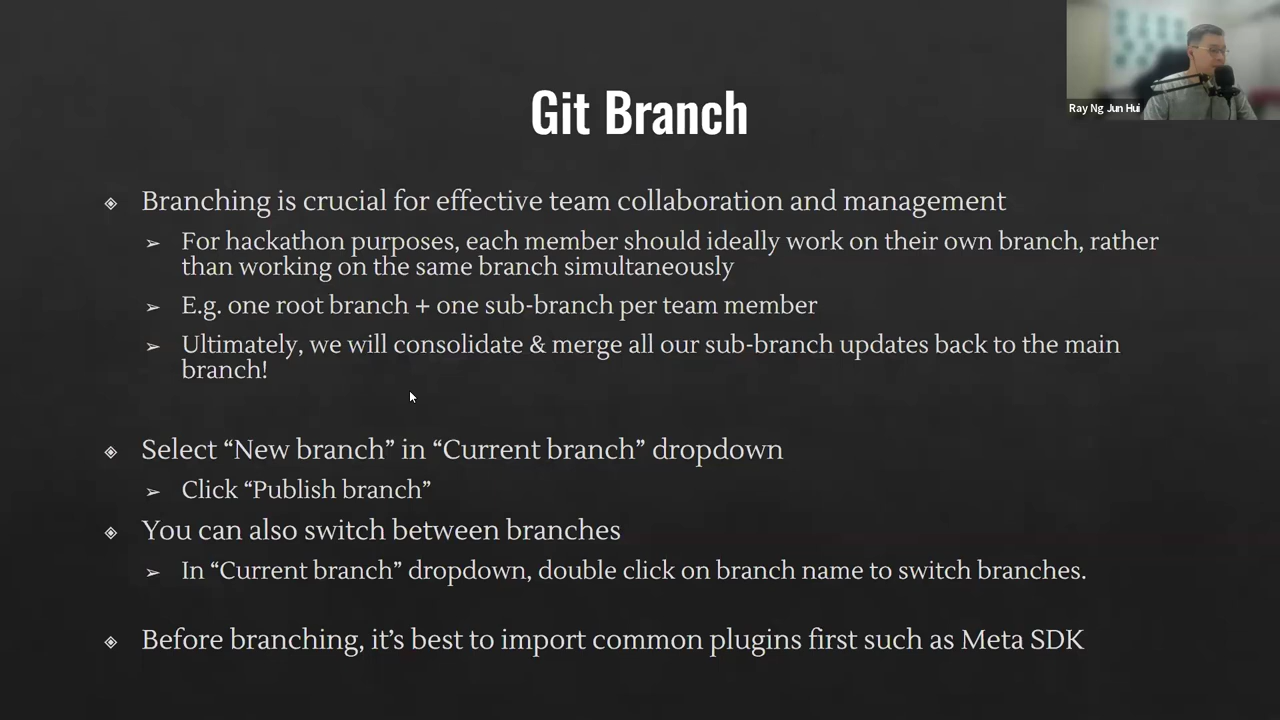 Ray Ng Jun Hui
Git Branch
Branching is crucial for effective team collaboration and management
For hackathon purposes, each member should ideally work on their own branch, rather
than working on the same branch simultaneously
E.g. one root branch + one sub-branch per team member
Ultimately, we will consolidate & merge all our sub-branch updates back to the main
branch!
Select “New branch” in “Current branch” dropdown
Click “Publish branch”
You can also switch between branches
In “Current branch” dropdown, double click on branch name to switch branches.
Before branching, it’s best to import common plugins first such as Meta SDK